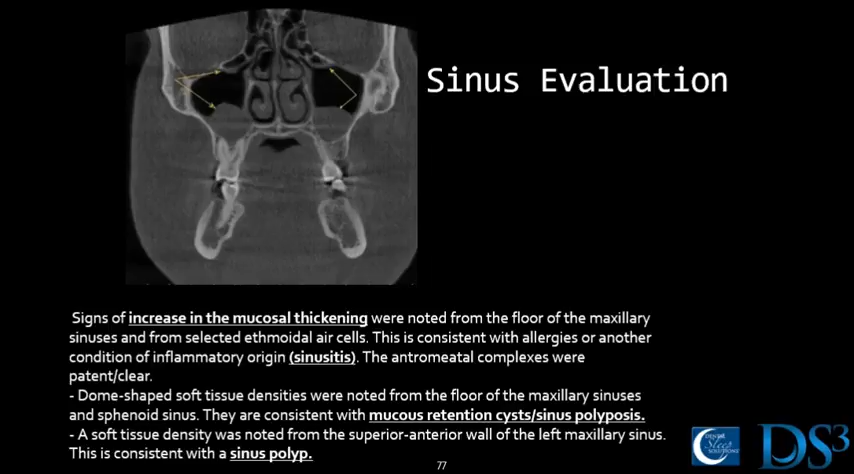 Sinus Evaluation
Signs of increase in the mucosal thickening were noted from the floor of the maxillary
sinuses and from selected ethmoidal air cells. This is consistent with allergies or another
condition of inflammatory origin (sinusitis). The antromeatal complexes were
patent/clear.
- Dome-shaped soft tissue densities were noted from the floor of the maxillary sinuses
and sphenoid sinus. They are consistent with mucous retention cysts/sinus polyposis.
- A soft tissue density was noted from the superior-anterior wall of the left maxillary sinus.
This is consistent with a sinus polyp.
77
DENTAL
Sleep
SOLUTIONS
DS3